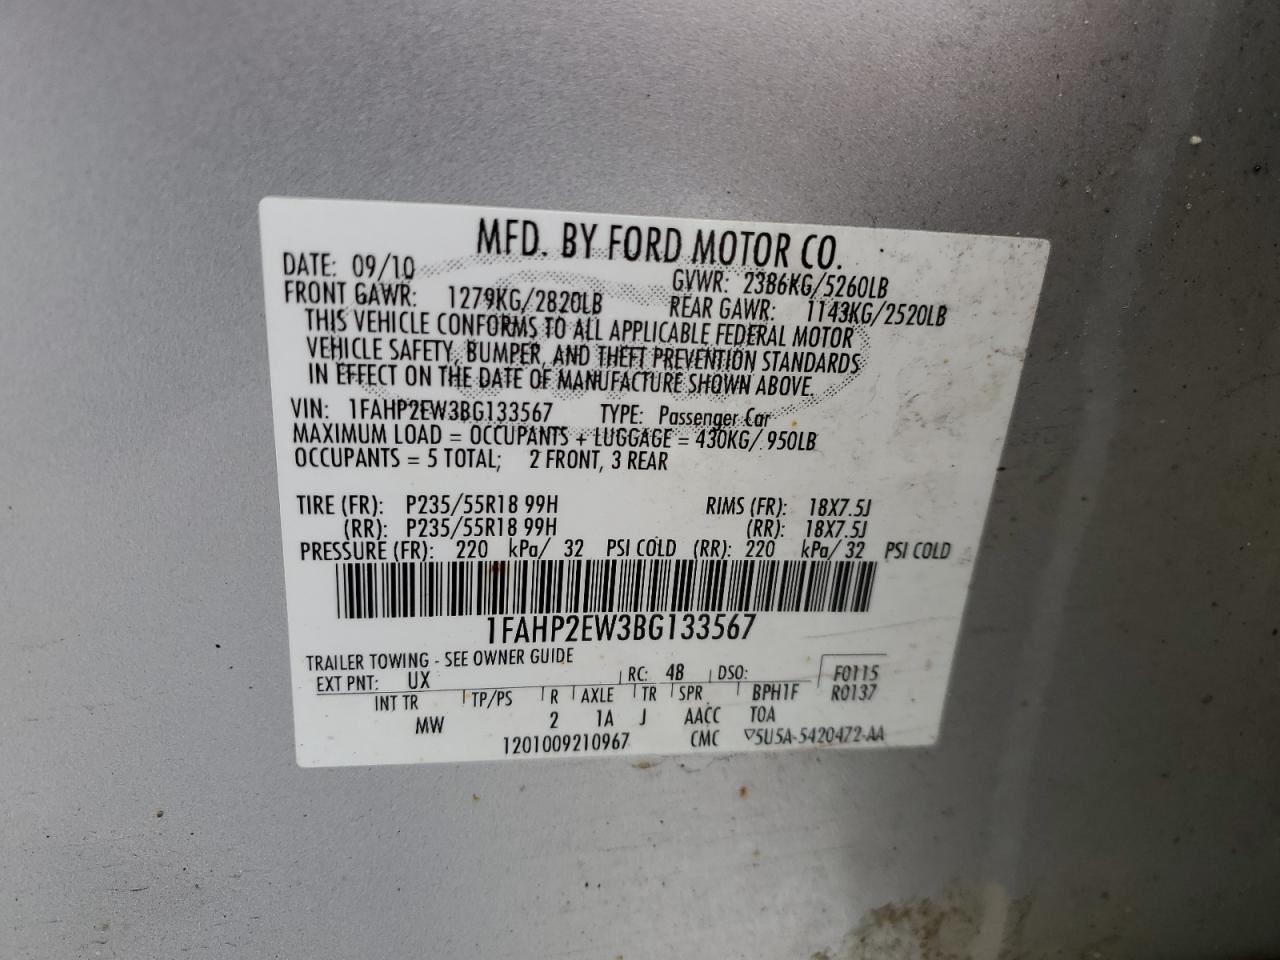 MFD. BY FORD MOTOR CO.
DATE: 09/10 GVWR: 2386KG/5260LB
FRONT GAWR: 1279KG/2820LB REAR GAWR: 1143KG/2520LB
THIS VEHICLE CONFORMS TO ALL APPLICABLE FEDERAL MOTOR
VEHICLE SAFETY, BUMPER, AND THEFT PREVENTION STANDARDS
IN EFFECT ON THE DATE OF MANUFACTURE SHOWN ABOVE.
VIN: 1FAHP2EW3BG133567 TYPE: Passenger Car
MAXIMUM LOAD = OCCUPANTS + LUGGAGE = 430KG/ 950LB
OCCUPANTS = 5 TOTAL; 2 FRONT, 3 REAR
TIRE (FR): P235/55R18 99H RIMS (FR): 18X7.5J
(RR): P235/55R18 99H (RR): 18X7.5J
PRESSURE (FR): 220 kPa/ 32 PSI COLD (RR): 220 kPa/ 32 PSI COLD
1FAHP2EW3BG133567
TRAILER TOWING - SEE OWNER GUIDE
EXT PNT: UX RC: 48 DSO: F0115
INT TR TP/PS R AXLE TR SPR BPH1F R0137
MW 2 1A J AACC TOA
1201009210967 CMC ▽5U5A-5420472-AA